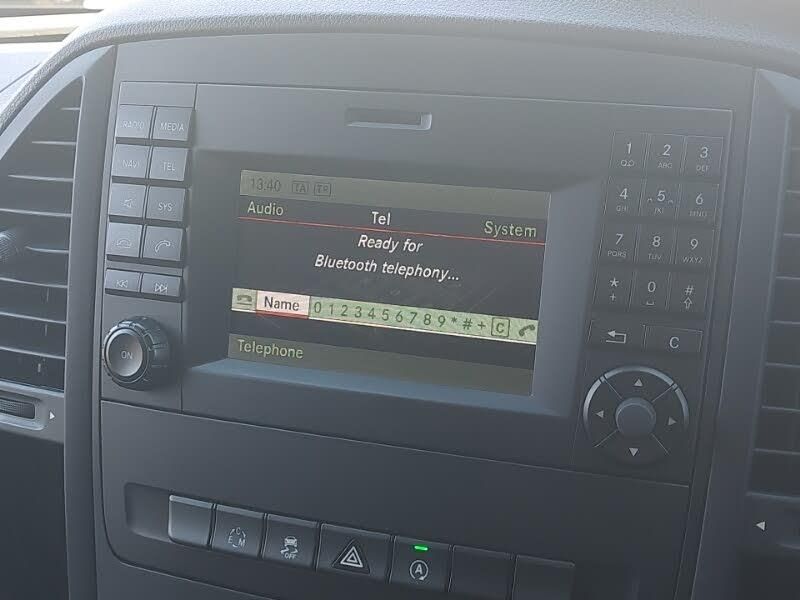 RADIO MEDIA
NAVI TEL
SYS
ON
13:40 TA TP
Audio Tel System
Ready for
Bluetooth telephony...
Name 0 1 2 3 4 5 6 7 8 9 * # + C
Telephone
1 2 3
QO ABC DEF
4 5 6
GHI JKL MNO
7 8 9
PQRS TUV WXYZ
* 0 #
+
C
C E M
OFF
A